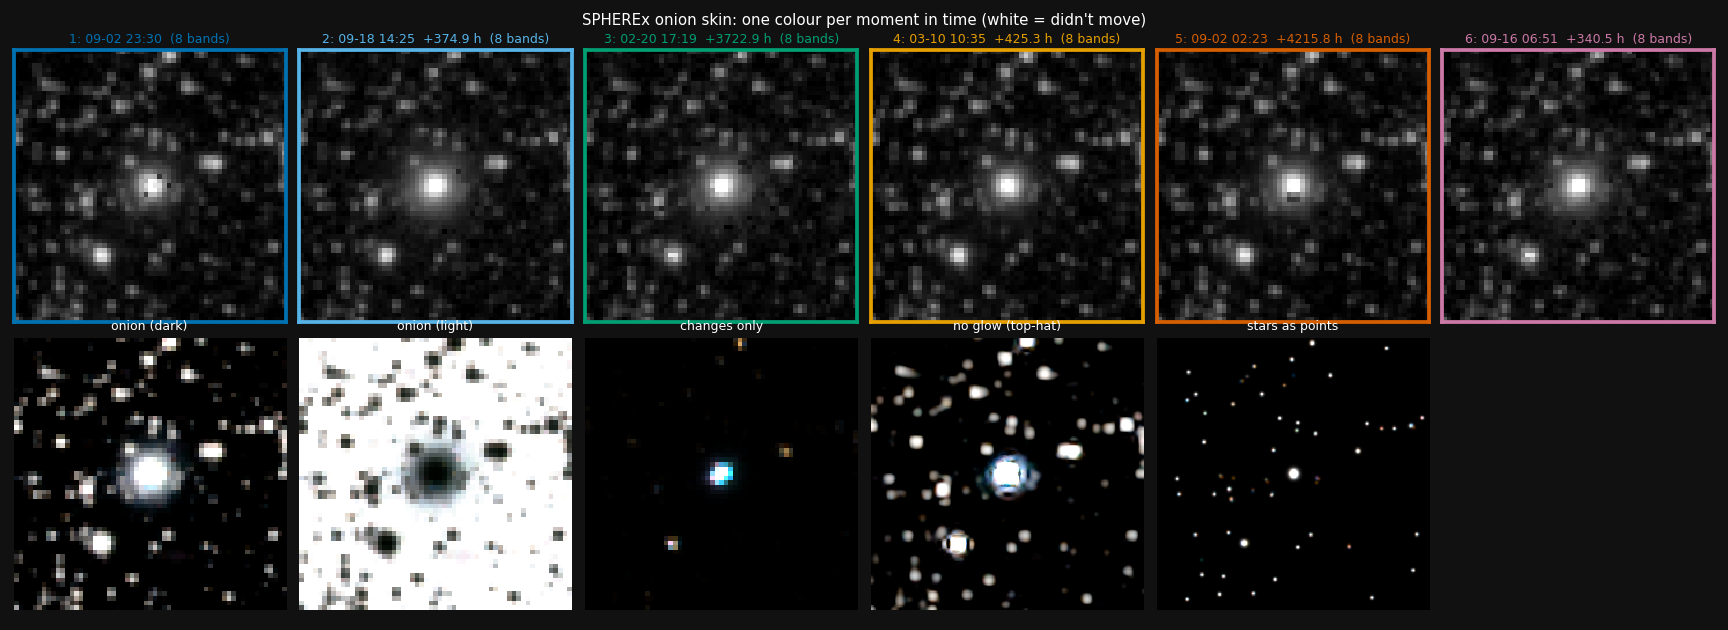 SPHEREx onion skin: one colour per moment in time (white = didn't move)
1: 09-02 23:30  (8 bands)
2: 09-18 14:25  +374.9 h  (8 bands)
3: 02-20 17:19  +3722.9 h  (8 bands)
4: 03-10 10:35  +425.3 h  (8 bands)
5: 09-02 02:23  +4215.8 h  (8 bands)
6: 09-16 06:51  +340.5 h  (8 bands)
onion (dark)
onion (light)
changes only
no glow (top-hat)
stars as points